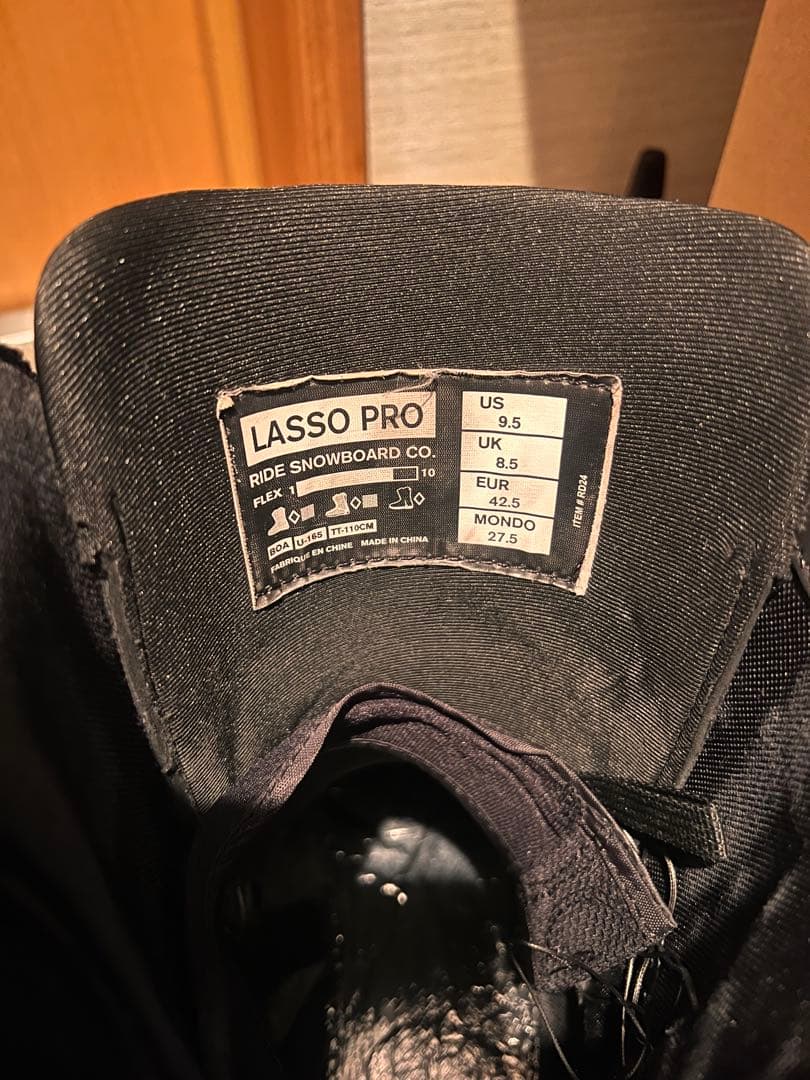 LASSO PRO
RIDE SNOWBOARD CO.
FLEX 1 10
BOA U-165 TT-110CM
FABRIQUE EN CHINE MADE IN CHINA
US
9.5
UK
8.5
EUR
42.5
MONDO
27.5
ITEM # RD24